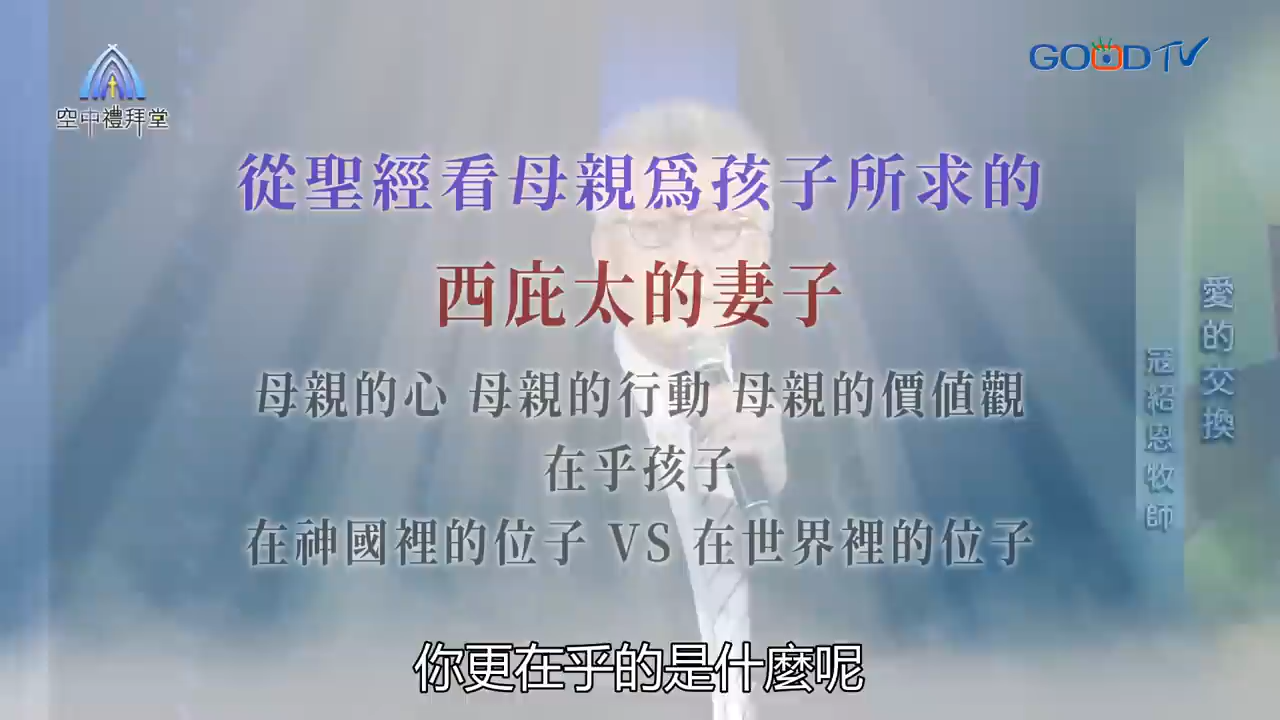 空中禮拜堂
GOOD TV
從聖經看母親爲孩子所求的
西庇太的妻子
母親的心 母親的行動 母親的價值觀
在乎孩子
在神國裡的位子 VS 在世界裡的位子
愛的交換
寇紹恩牧師
你更在乎的是什麼呢